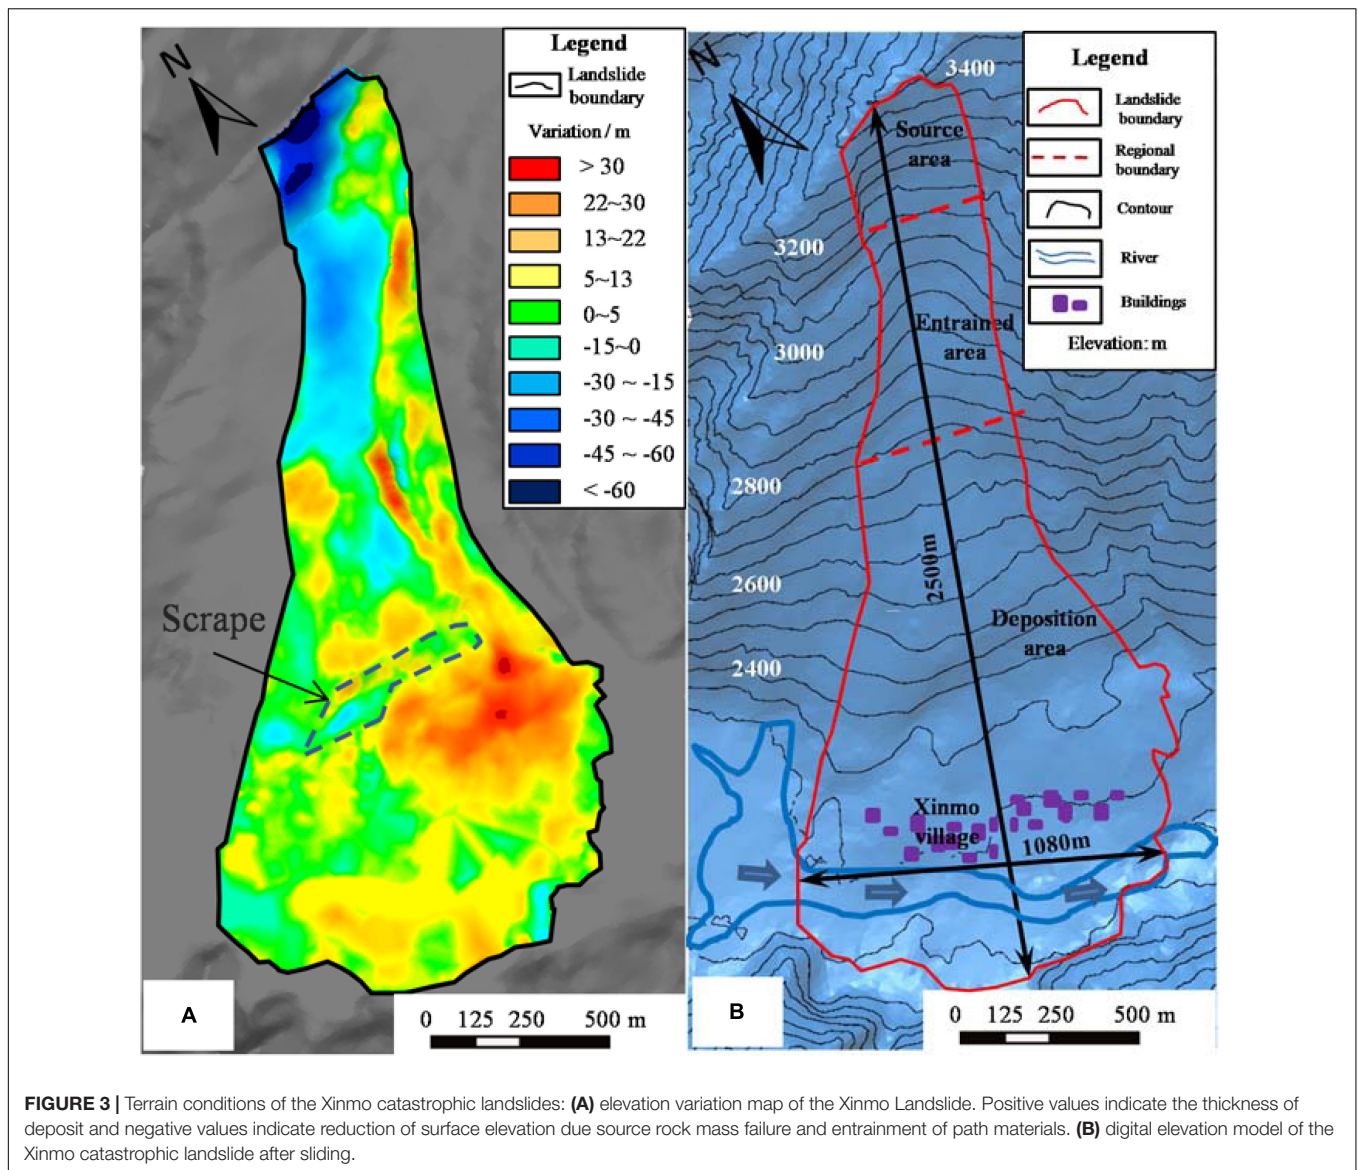 N
Legend
Landslide
boundary
Variation / m
> 30
22~30
13~22
5~13
0~5
-15~0
-30 ~ -15
-30 ~ -45
-45 ~ -60
< -60
Scrape
A
0 125 250 500 m
N
3400
Legend
Landslide
boundary
Regional
boundary
Contour
River
Buildings
Elevation: m
Source
area
3200
Entrained
area
3000
2800
2500m
2600
Deposition
area
2400
Xinmo
village
1080m
B
0 125 250 500 m
FIGURE 3 | Terrain conditions of the Xinmo catastrophic landslides: (A) elevation variation map of the Xinmo Landslide. Positive values indicate the thickness of
deposit and negative values indicate reduction of surface elevation due source rock mass failure and entrainment of path materials. (B) digital elevation model of the
Xinmo catastrophic landslide after sliding.